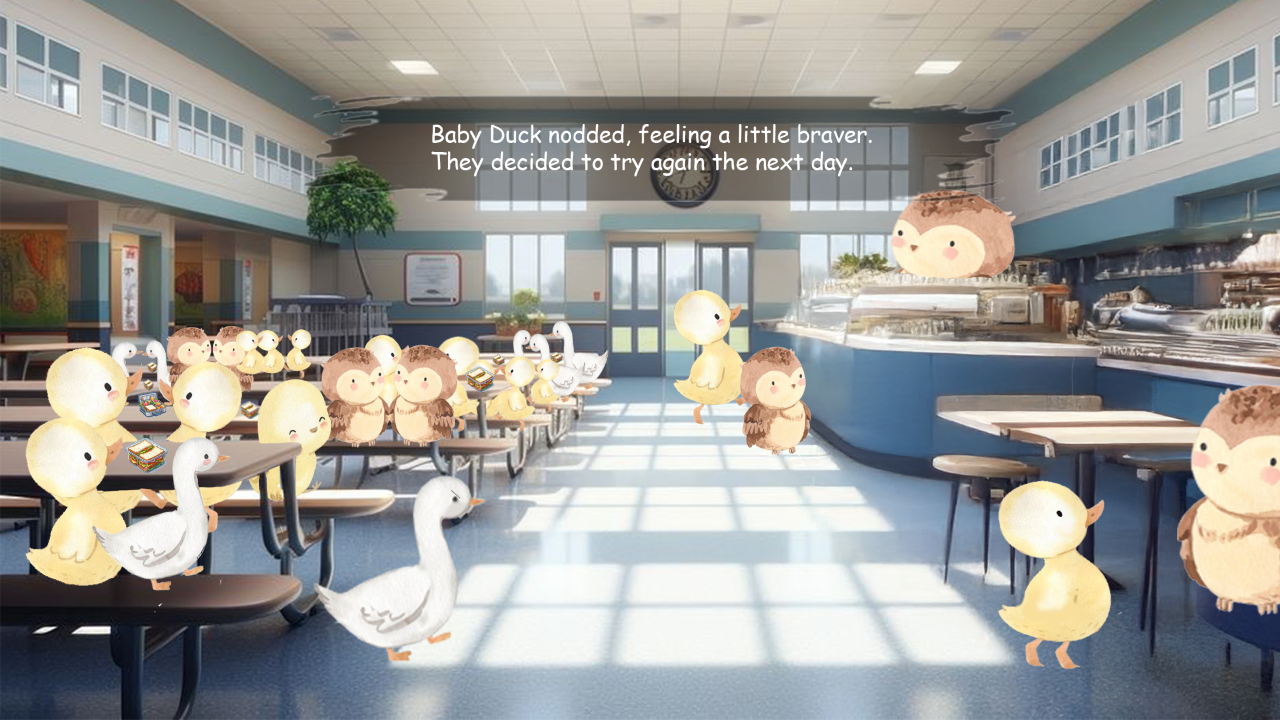 Baby Duck nodded, feeling a little braver.
They decided to try again the next day.